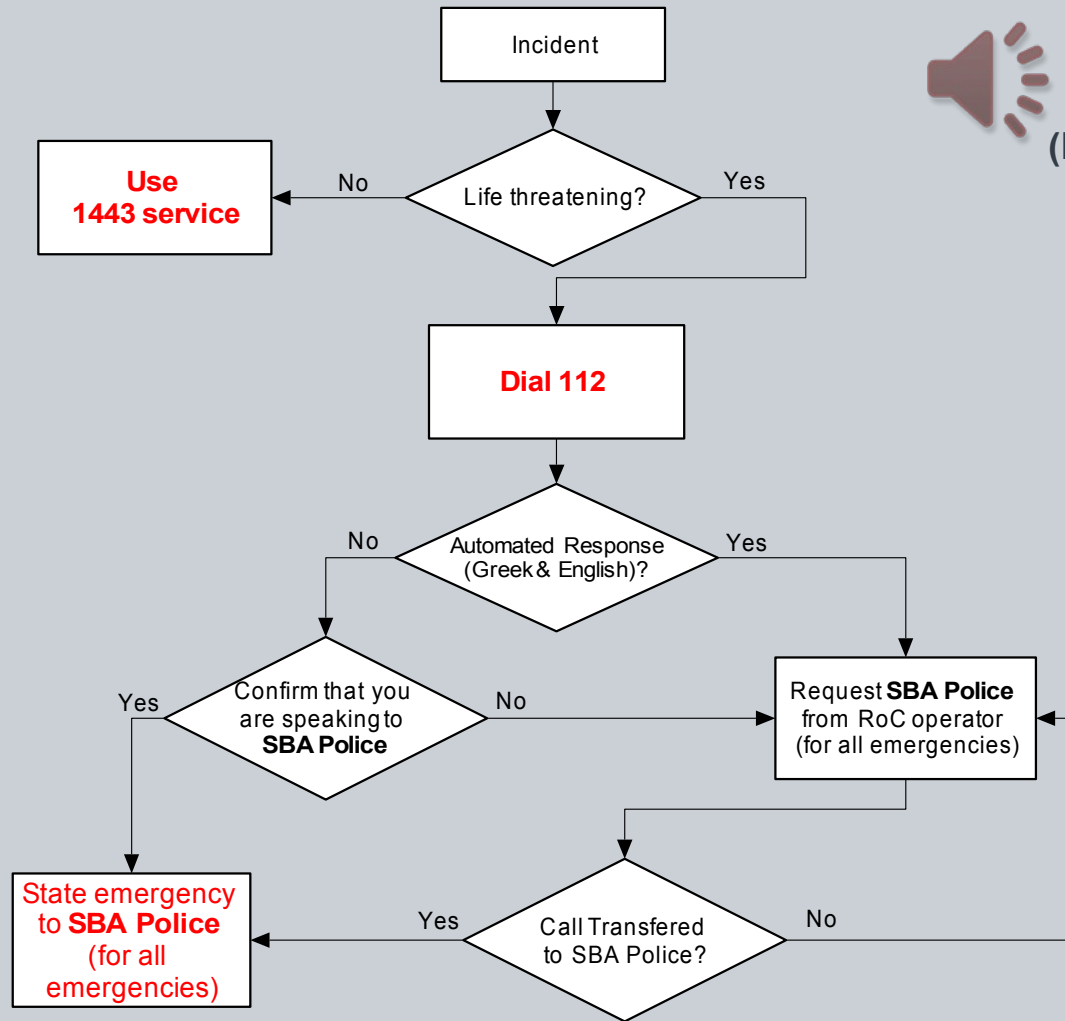 Incident
(
Use
1443 service
No
Life threatening?
Yes
Dial 112
No
Automated Response
(Greek & English)?
Yes
Yes
Confirm that you
are speaking to
SBA Police
No
Request SBA Police
from RoC operator
(for all emergencies)
State emergency
to SBA Police
(for all
emergencies)
Yes
Call Transfered
to SBA Police?
No